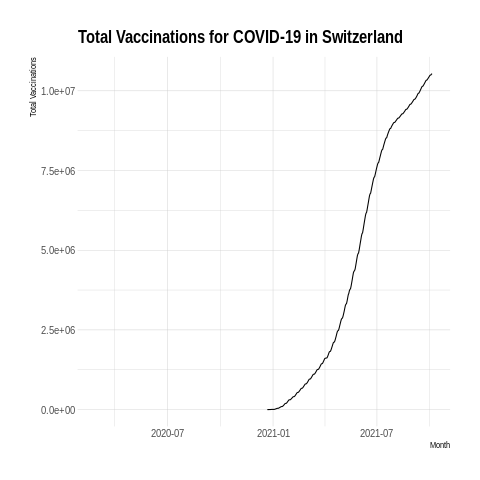 Total Vaccinations for COVID-19 in Switzerland
Total Vaccinations
1.0e+07
7.5e+06
5.0e+06
2.5e+06
0.0e+00
2020-07 2021-01 2021-07
Month